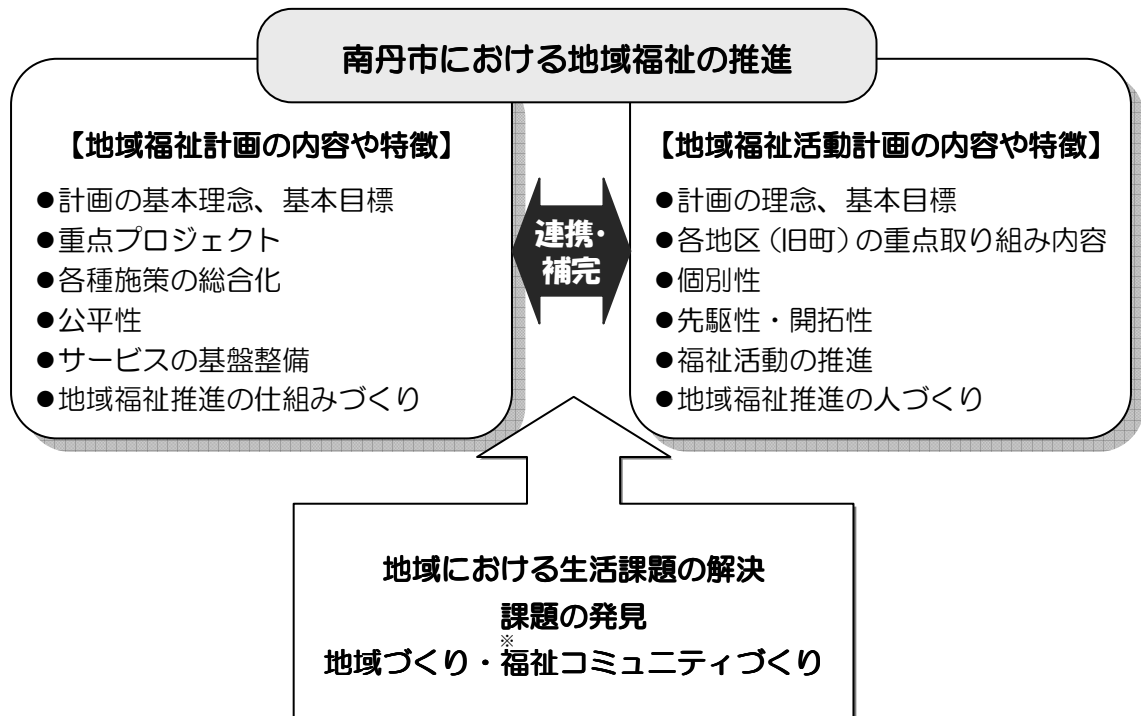 南丹市における地域福祉の推進
【地域福祉計画の内容や特徴】
●計画の基本理念、基本目標
●重点プロジェクト
●各種施策の総合化
●公平性
●サービスの基盤整備
●地域福祉推進の仕組みづくり
連携・
補完
【地域福祉活動計画の内容や特徴】
●計画の理念、基本目標
●各地区(旧町)の重点取り組み内容
●個別性
●先駆性・開拓性
●福祉活動の推進
●地域福祉推進の人づくり
地域における生活課題の解決
課題の発見
※
地域づくり・福祉コミュニティづくり